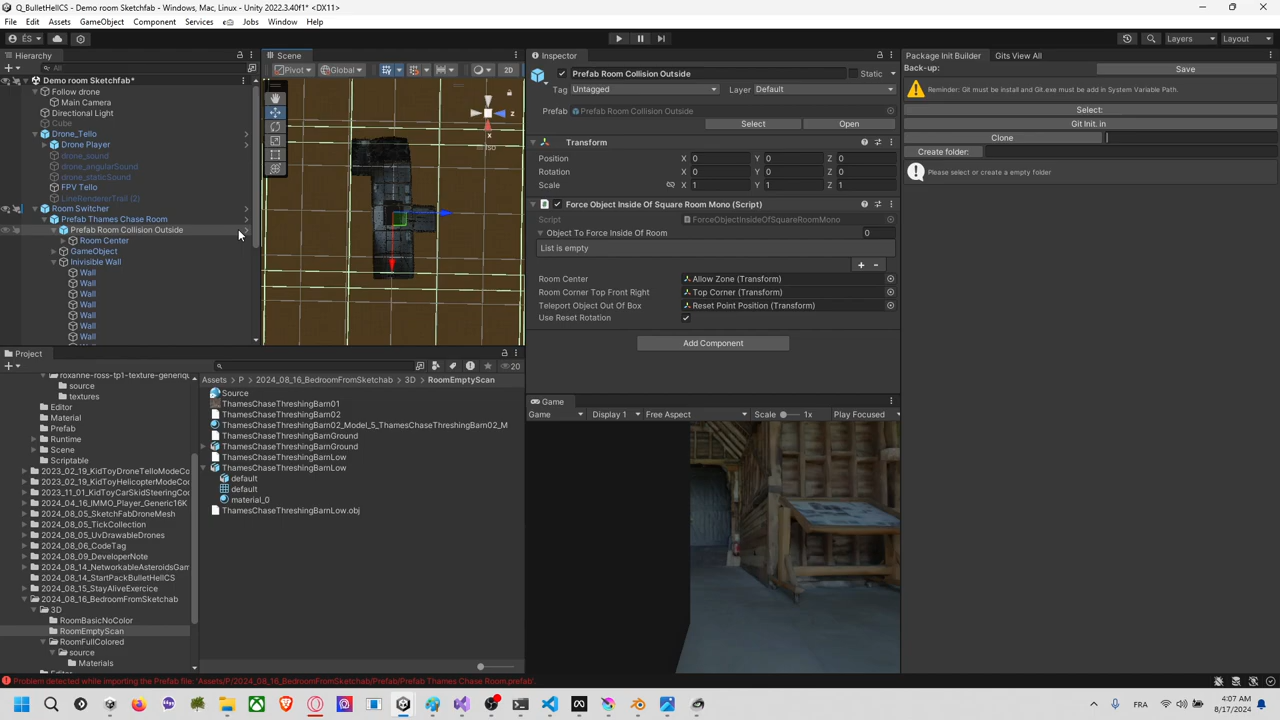 Q_BulletHellCS - Demo room Sketchfab - Windows, Mac, Linux - Unity 2022.3.40f1* <DX11>
File Edit Assets GameObject Component Services Jobs Window Help
ÉS
Layers Layout
Hierarchy
All
Demo room Sketchfab*
Follow drone
Main Camera
Directional Light
Cube
Drone_Tello
Drone Player
drone_sound
drone_angularSound
drone_staticSound
FPV Tello
LineRendererTrail (2)
Room Switcher
Prefab Thames Chase Room
Prefab Room Collision Outside
Room Center
GameObject
Inivisible Wall
Wall
Wall
Wall
Wall
Wall
Wall
Wall
Scene
Pivot Global 2D
z
x
Iso
Inspector
Prefab Room Collision Outside Static
Tag Untagged Layer Default
Prefab Prefab Room Collision Outside
Select Open
Transform
Position X 0 Y 0 Z 0
Rotation X 0 Y 0 Z 0
Scale X 1 Y 1 Z 1
Force Object Inside Of Square Room Mono (Script)
Script ForceObjectInsideOfSquareRoomMono
Object To Force Inside Of Room 0
List is empty
Room Center Allow Zone (Transform)
Room Corner Top Front Right Top Corner (Transform)
Teleport Object Out Of Box Reset Point Position (Transform)
Use Reset Rotation
Add Component
Package Init Builder Gits View All
Back-up: Save
Reminder: Git must be install and Git.exe must be add in System Variable Path.
Select:
Git Init. in
Clone
Create folder:
Please select or create a empty folder
Project
20
roxanne-ross-tp1-texture-generiqu
source
textures
Editor
Material
Prefab
Runtime
Scene
Scriptable
2023_02_19_KidToyDroneTelloModeCo
2023_02_19_KidToyHelicopterModeCo
2023_11_01_KidToyCarSkidSteeringCo
2024_04_16_IMMO_Player_Generic16K
2024_08_05_SketchFabDroneMesh
2024_08_05_TickCollection
2024_08_05_UvDrawableDrones
2024_08_06_CodeTag
2024_08_09_DeveloperNote
2024_08_14_NetworkableAsteroidsGam
2024_08_14_StartPackBulletHellCS
2024_08_15_StayAliveExercice
2024_08_16_BedroomFromSketchab
3D
RoomBasicNoColor
RoomEmptyScan
RoomFullColored
source
Materials
Assets P 2024_08_16_BedroomFromSketchab 3D RoomEmptyScan
Source
ThamesChaseThreshingBarn01
ThamesChaseThreshingBarn02
ThamesChaseThreshingBarn02_Model_5_ThamesChaseThreshingBarn02_M
ThamesChaseThreshingBarnGround
ThamesChaseThreshingBarnGround
ThamesChaseThreshingBarnLow
ThamesChaseThreshingBarnLow
default
default
material_0
ThamesChaseThreshingBarnLow.obj
Game
Game Display 1 Free Aspect Scale 1x Play Focused
Problem detected while importing the Prefab file: 'Assets/P/2024_08_16_BedroomFromSketchab/Prefab/Prefab Thames Chase Room.prefab'.
FRA
4:07 AM
8/17/2024